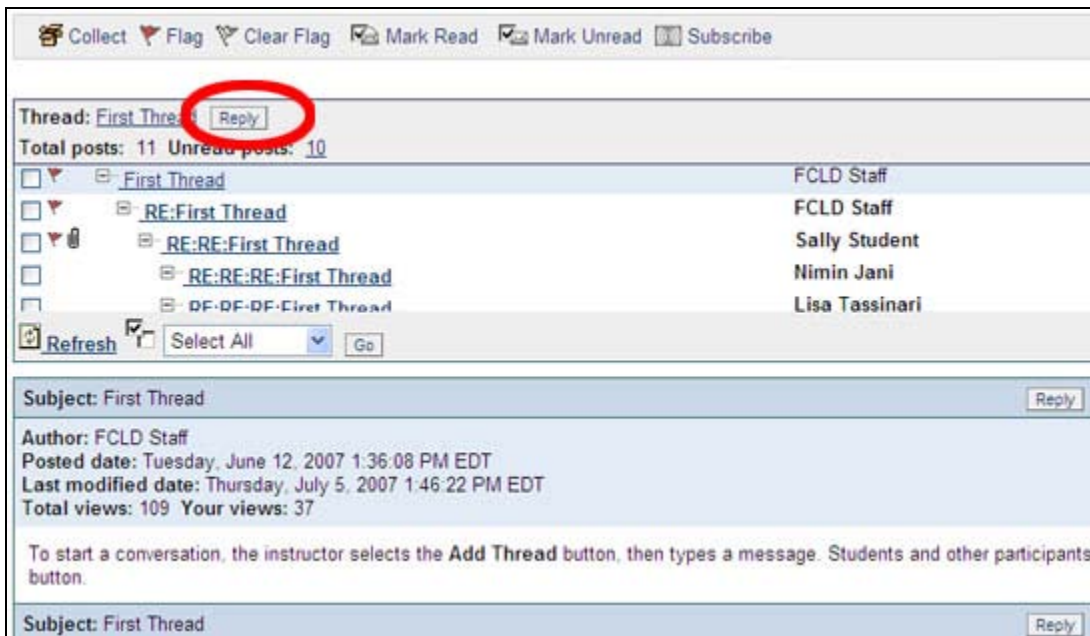 Collect Flag Clear Flag Mark Read Mark Unread Subscribe
Thread: First Thread Reply
Total posts: 11 Unread posts: 10
First Thread FCLD Staff
RE:First Thread FCLD Staff
RE:RE:First Thread Sally Student
RE:RE:RE:First Thread Nimin Jani
RE:RE:RE:First Thread Lisa Tassinari
Refresh Select All Go
Subject: First Thread Reply
Author: FCLD Staff
Posted date: Tuesday, June 12, 2007 1:36:08 PM EDT
Last modified date: Thursday, July 5, 2007 1:46:22 PM EDT
Total views: 109 Your views: 37
To start a conversation, the instructor selects the Add Thread button, then types a message. Students and other participants
button.
Subject: First Thread Reply